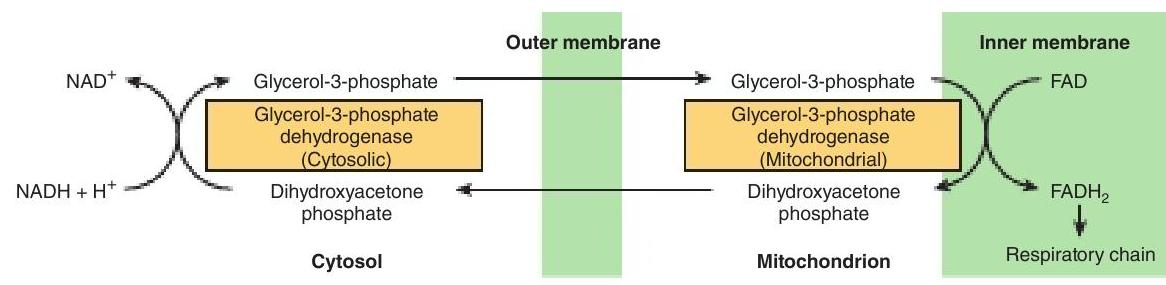 Outer membrane
Inner membrane
NAD+
Glycerol-3-phosphate
Glycerol-3-phosphate
FAD
Glycerol-3-phosphate
dehydrogenase
(Cytosolic)
Glycerol-3-phosphate
dehydrogenase
(Mitochondrial)
NADH + H+
Dihydroxyacetone
phosphate
Dihydroxyacetone
phosphate
FADH2
Respiratory chain
Cytosol
Mitochondrion